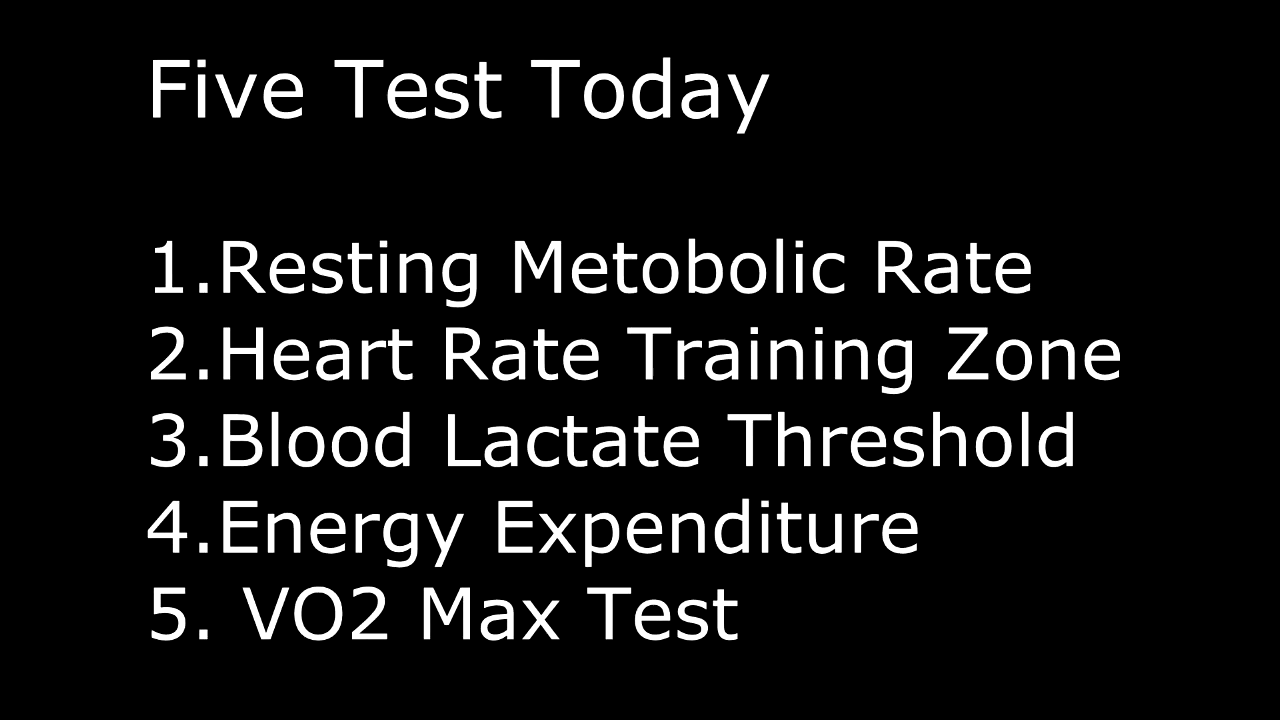 Five Test Today
1.Resting Metobolic Rate
2.Heart Rate Training Zone
3.Blood Lactate Threshold
4.Energy Expenditure
5. VO2 Max Test